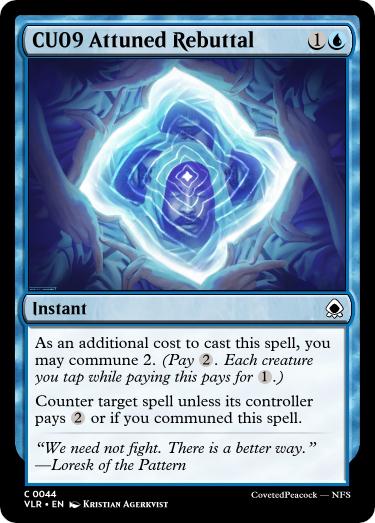 CU09 Attuned Rebuttal 1
Instant
As an additional cost to cast this spell, you
may commune 2. (Pay 2. Each creature
you tap while paying this pays for 1.)
Counter target spell unless its controller
pays 2 or if you communed this spell.
“We need not fight. There is a better way.”
—Loresk of the Pattern
C 0044
VLR • EN Kristian Agerkvist
CovetedPeacock — NFS